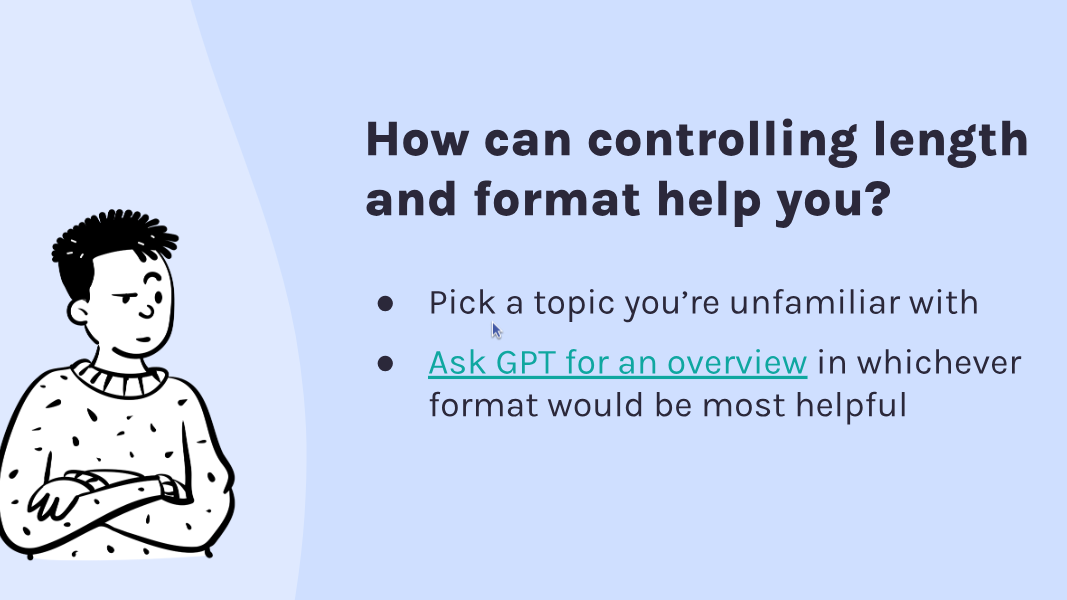 How can controlling length
and format help you?
● Pick a topic you’re unfamiliar with
● Ask GPT for an overview in whichever
format would be most helpful